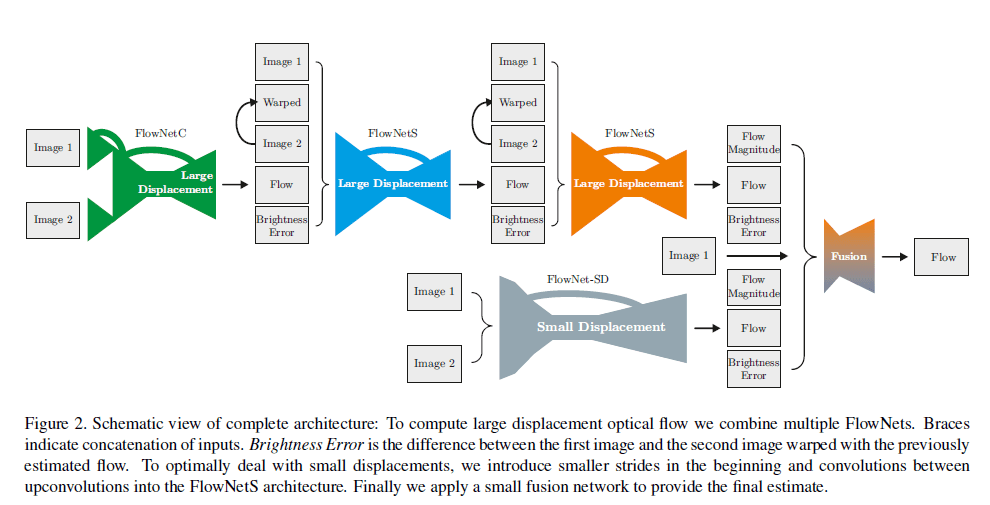 Image 1
Image 2
FlowNetC
Large
Displacement
Image 1
Warped
Image 2
Flow
Brightness
Error
FlowNetS
Large Displacement
Image 1
Warped
Image 2
Flow
Brightness
Error
FlowNetS
Large Displacement
Flow
Magnitude
Flow
Brightness
Error
Image 1
Image 1
Image 2
FlowNet-SD
Small Displacement
Flow
Magnitude
Flow
Brightness
Error
Fusion
Flow
Figure 2. Schematic view of complete architecture: To compute large displacement optical flow we combine multiple FlowNets. Braces
indicate concatenation of inputs. Brightness Error is the difference between the first image and the second image warped with the previously
estimated flow. To optimally deal with small displacements, we introduce smaller strides in the beginning and convolutions between
upconvolutions into the FlowNetS architecture. Finally we apply a small fusion network to provide the final estimate.